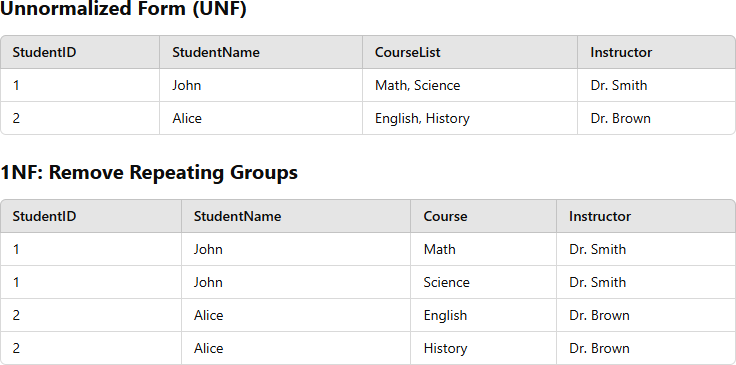 Unnormalized Form (UNF)
StudentID StudentName CourseList Instructor
1 John Math, Science Dr. Smith
2 Alice English, History Dr. Brown
1NF: Remove Repeating Groups
StudentID StudentName Course Instructor
1 John Math Dr. Smith
1 John Science Dr. Smith
2 Alice English Dr. Brown
2 Alice History Dr. Brown